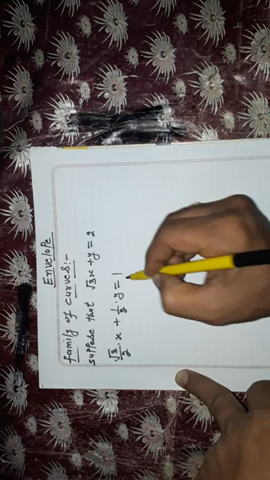 Envelope
Family of curves:-
suppose that √3x + y = 2
√3/2 · x + 1/2 · y = 1